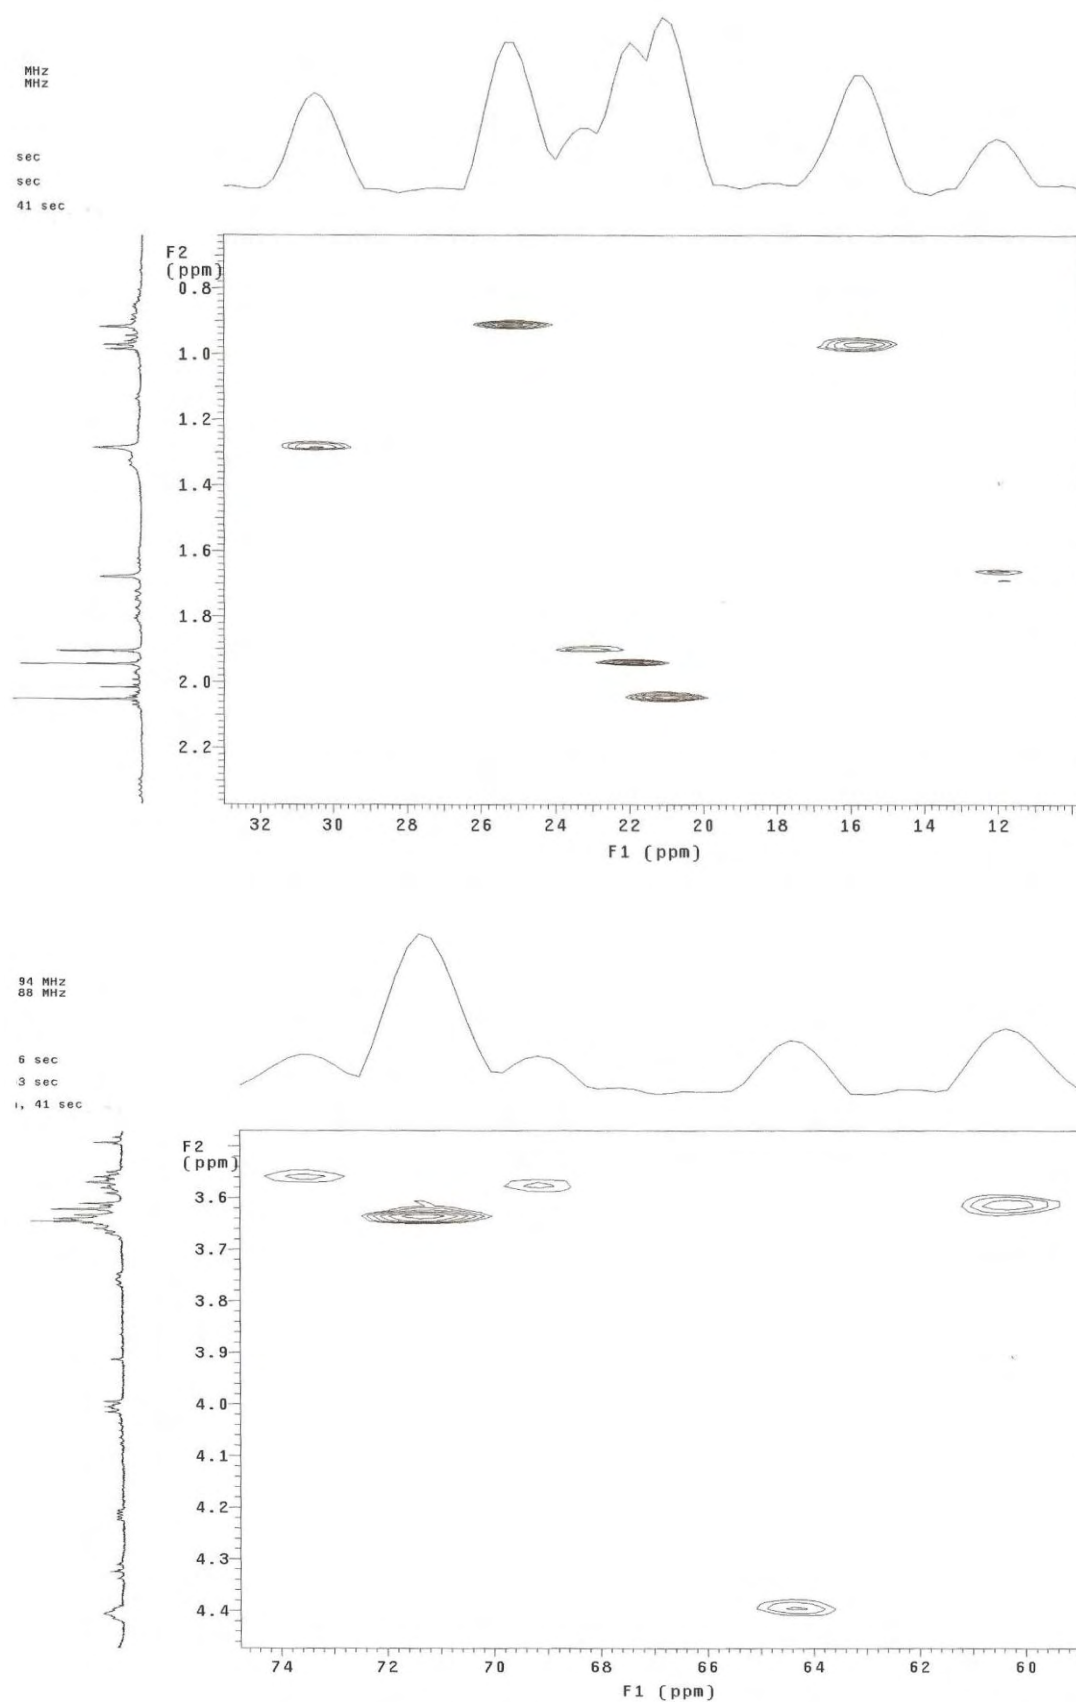 MHz
MHz
sec
sec
41 sec
F2
(ppm)
0.8
1.0
1.2
1.4
1.6
1.8
2.0
2.2
32 30 28 26 24 22 20 18 16 14 12
F1 (ppm)
94 MHz
88 MHz
6 sec
3 sec
, 41 sec
F2
(ppm)
3.6
3.7
3.8
3.9
4.0
4.1
4.2
4.3
4.4
74 72 70 68 66 64 62 60
F1 (ppm)